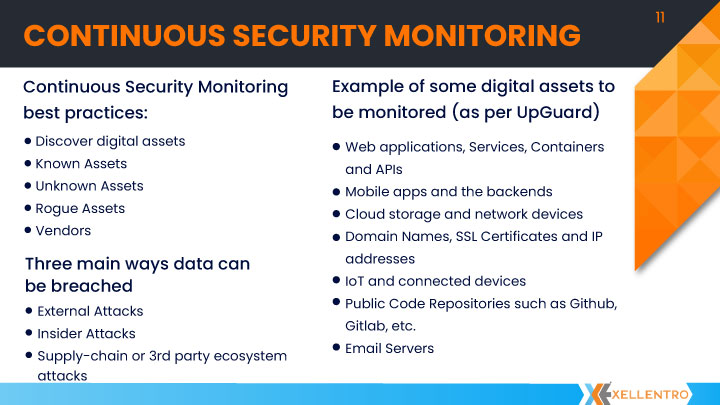 11
CONTINUOUS SECURITY MONITORING
Continuous Security Monitoring
best practices:
• Discover digital assets
• Known Assets
• Unknown Assets
• Rogue Assets
• Vendors
Three main ways data can
be breached
• External Attacks
• Insider Attacks
• Supply-chain or 3rd party ecosystem
attacks
Example of some digital assets to
be monitored (as per UpGuard)
• Web applications, Services, Containers
and APIs
• Mobile apps and the backends
• Cloud storage and network devices
• Domain Names, SSL Certificates and IP
addresses
• IoT and connected devices
• Public Code Repositories such as Github,
Gitlab, etc.
• Email Servers
XELLENTRO